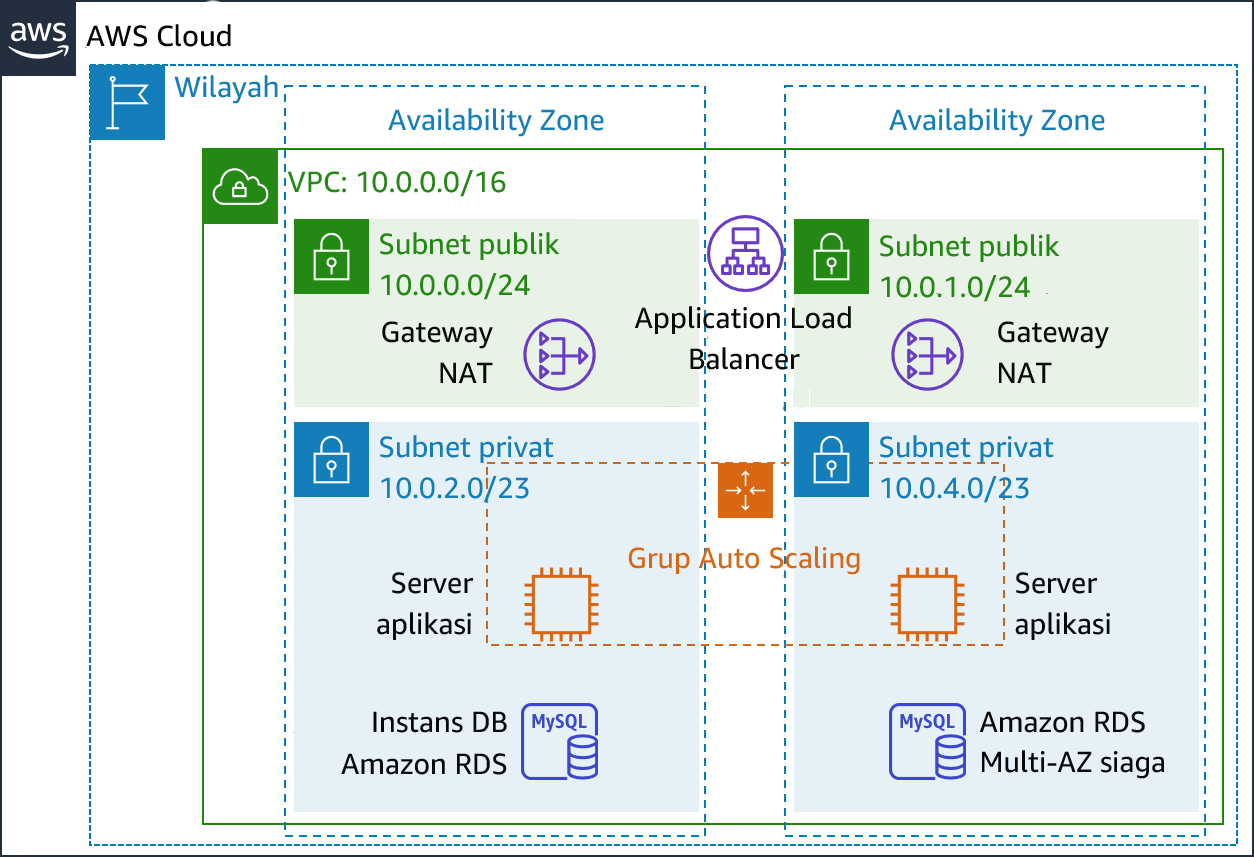 aws
AWS Cloud
Wilayah
Availability Zone
Availability Zone
VPC: 10.0.0.0/16
Subnet publik
10.0.0.0/24
Gateway
NAT
Application Load
Balancer
Subnet publik
10.0.1.0/24
Gateway
NAT
Subnet privat
10.0.2.0/23
Subnet privat
10.0.4.0/23
Grup Auto Scaling
Server
aplikasi
Server
aplikasi
Instans DB
Amazon RDS
MySQL
MySQL
Amazon RDS
Multi-AZ siaga